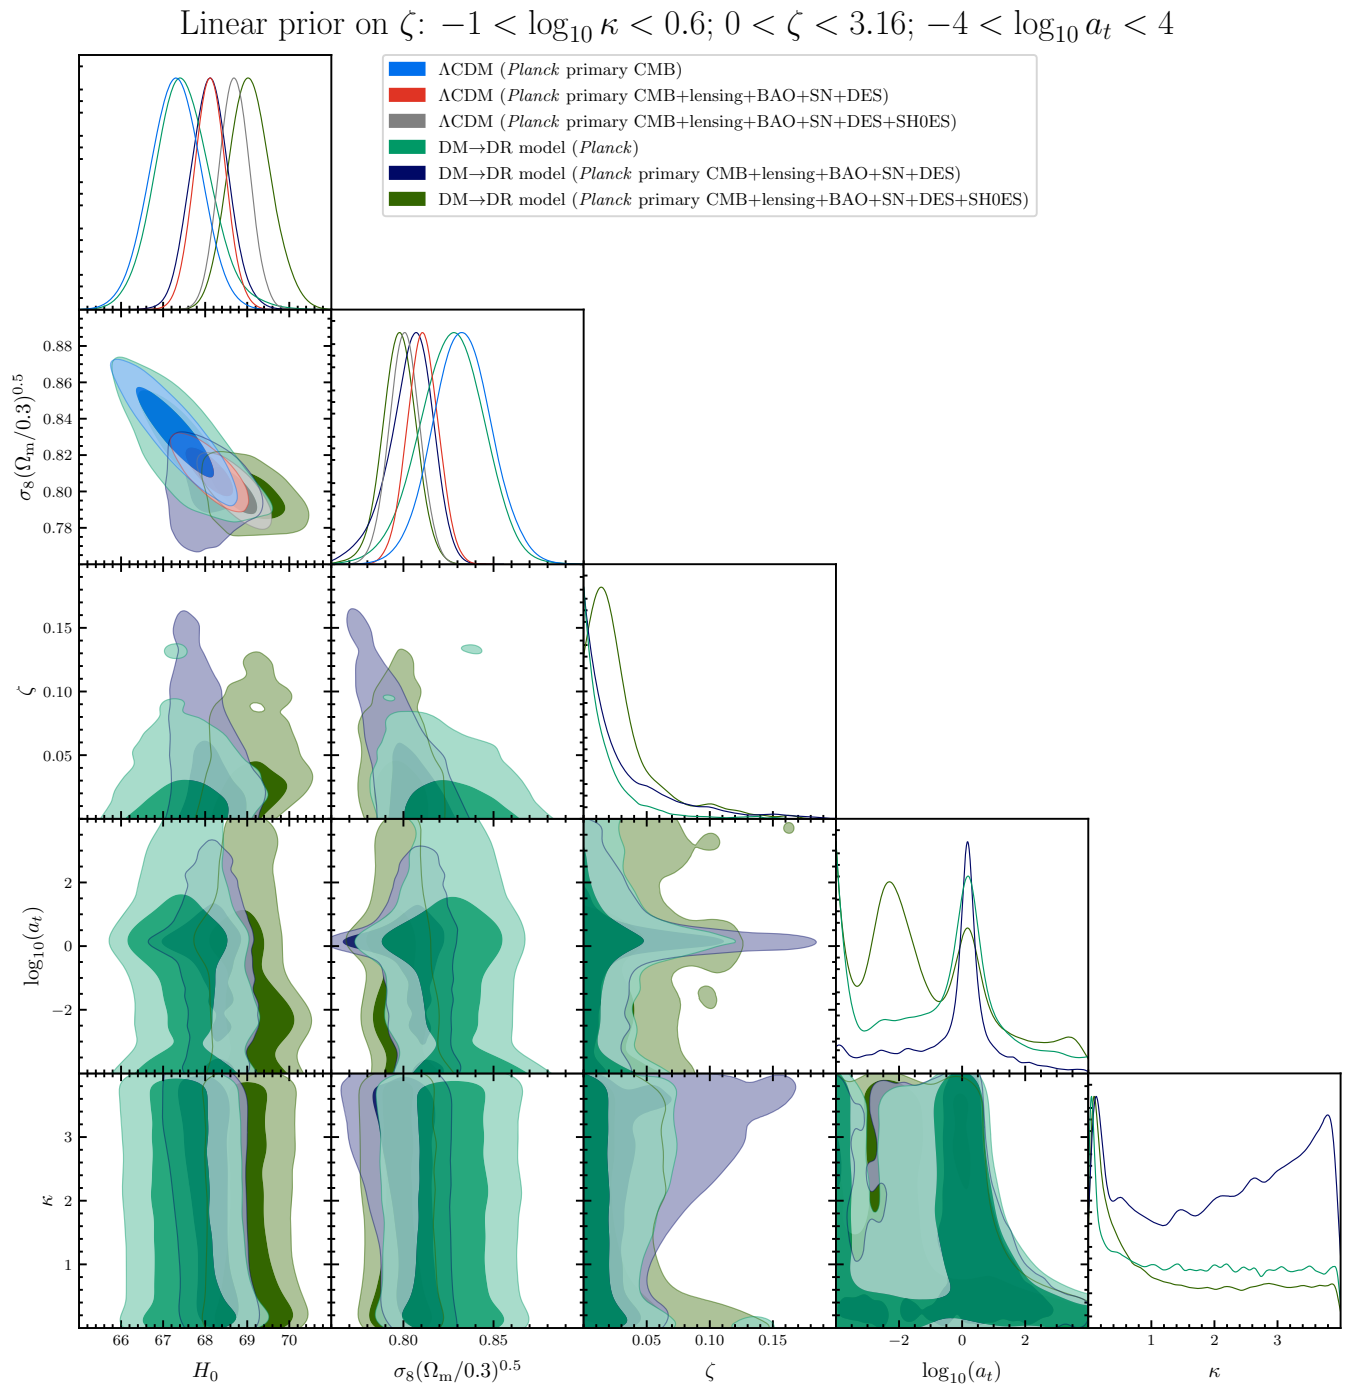 Linear prior on ζ: −1 < log₁₀ κ < 0.6; 0 < ζ < 3.16; −4 < log₁₀ aₜ < 4
ΛCDM (Planck primary CMB)
ΛCDM (Planck primary CMB+lensing+BAO+SN+DES)
ΛCDM (Planck primary CMB+lensing+BAO+SN+DES+SH0ES)
DM→DR model (Planck)
DM→DR model (Planck primary CMB+lensing+BAO+SN+DES)
DM→DR model (Planck primary CMB+lensing+BAO+SN+DES+SH0ES)
σ₈(Ωₘ/0.3)⁰·⁵
0.88
0.86
0.84
0.82
0.80
0.78
ζ
0.15
0.10
0.05
log₁₀(aₜ)
2
0
−2
κ
3
2
1
66 67 68 69 70
0.80 0.85
0.05 0.10 0.15
−2 0 2
1 2 3
H₀
σ₈(Ωₘ/0.3)⁰·⁵
ζ
log₁₀(aₜ)
κ